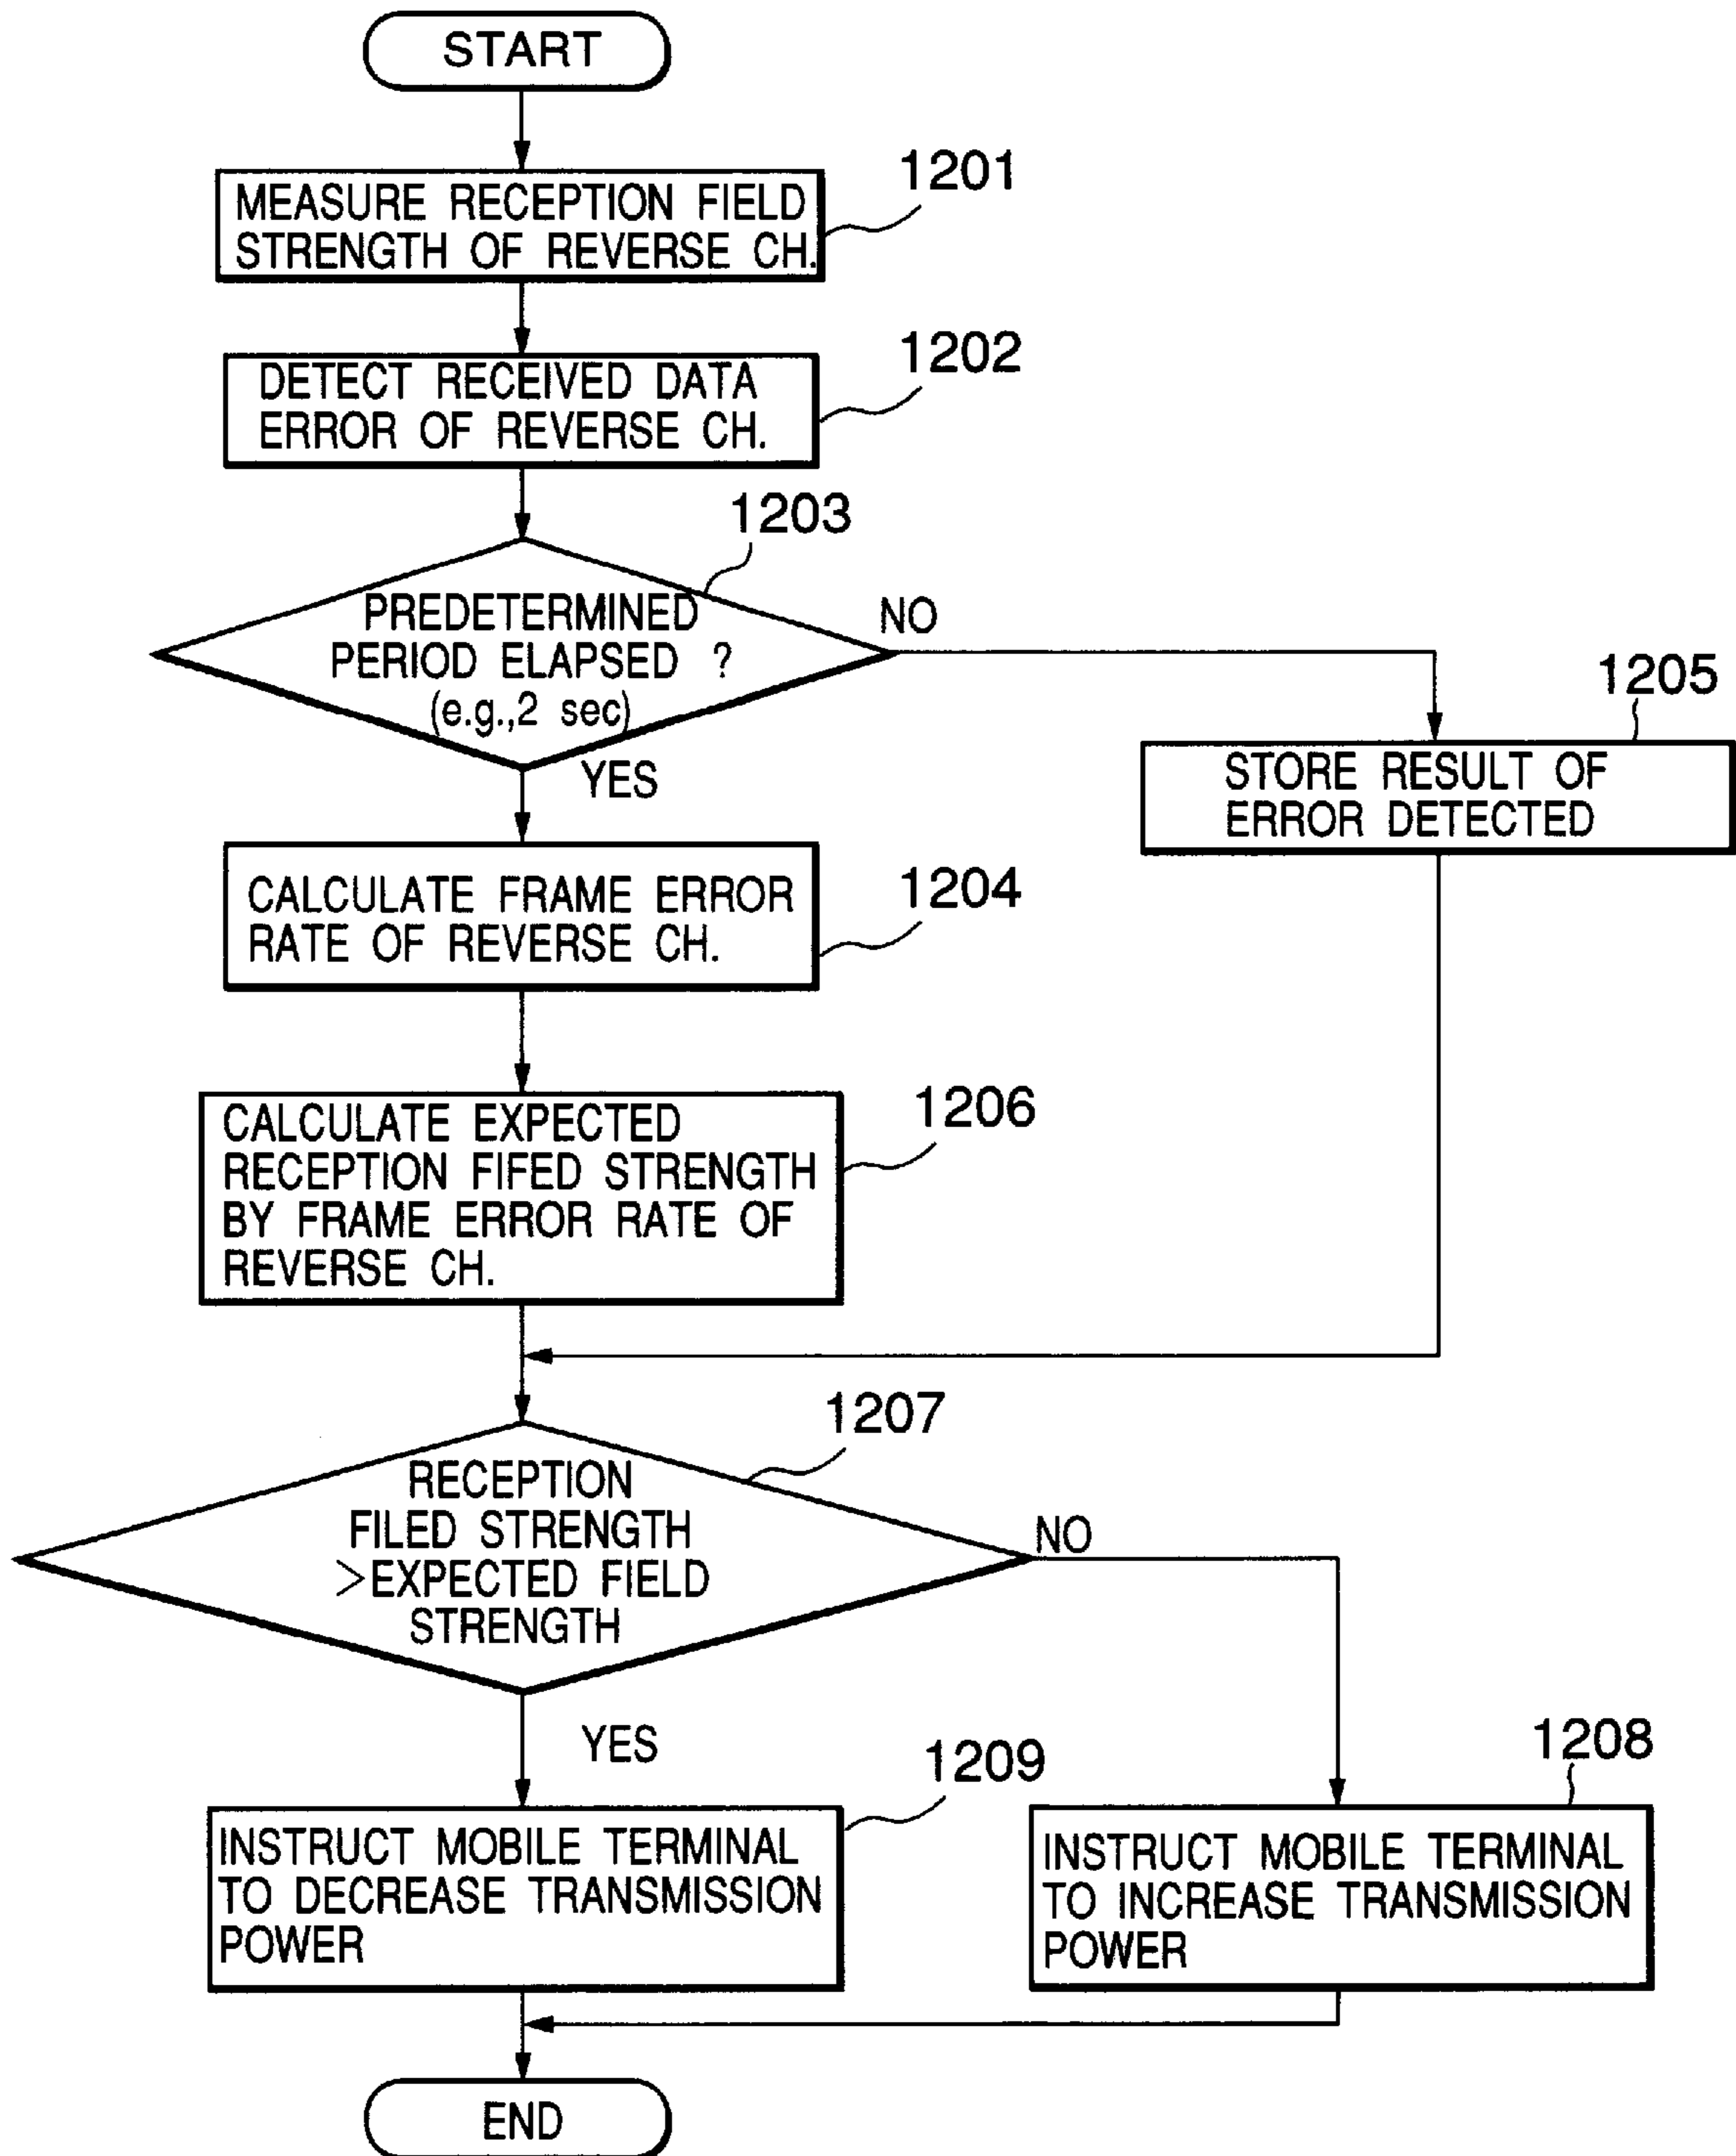 START
1201
MEASURE RECEPTION FIELD
STRENGTH OF REVERSE CH.
1202
DETECT RECEIVED DATA
ERROR OF REVERSE CH.
1203
PREDETERMINED
PERIOD ELAPSED ?
(e.g.,2 sec)
NO
YES
1205
STORE RESULT OF
ERROR DETECTED
1204
CALCULATE FRAME ERROR
RATE OF REVERSE CH.
1206
CALCULATE EXPECTED
RECEPTION FIFED STRENGTH
BY FRAME ERROR RATE OF
REVERSE CH.
1207
RECEPTION
FILED STRENGTH
>EXPECTED FIELD
STRENGTH
NO
YES
1209
INSTRUCT MOBILE TERMINAL
TO DECREASE TRANSMISSION
POWER
1208
INSTRUCT MOBILE TERMINAL
TO INCREASE TRANSMISSION
POWER
END